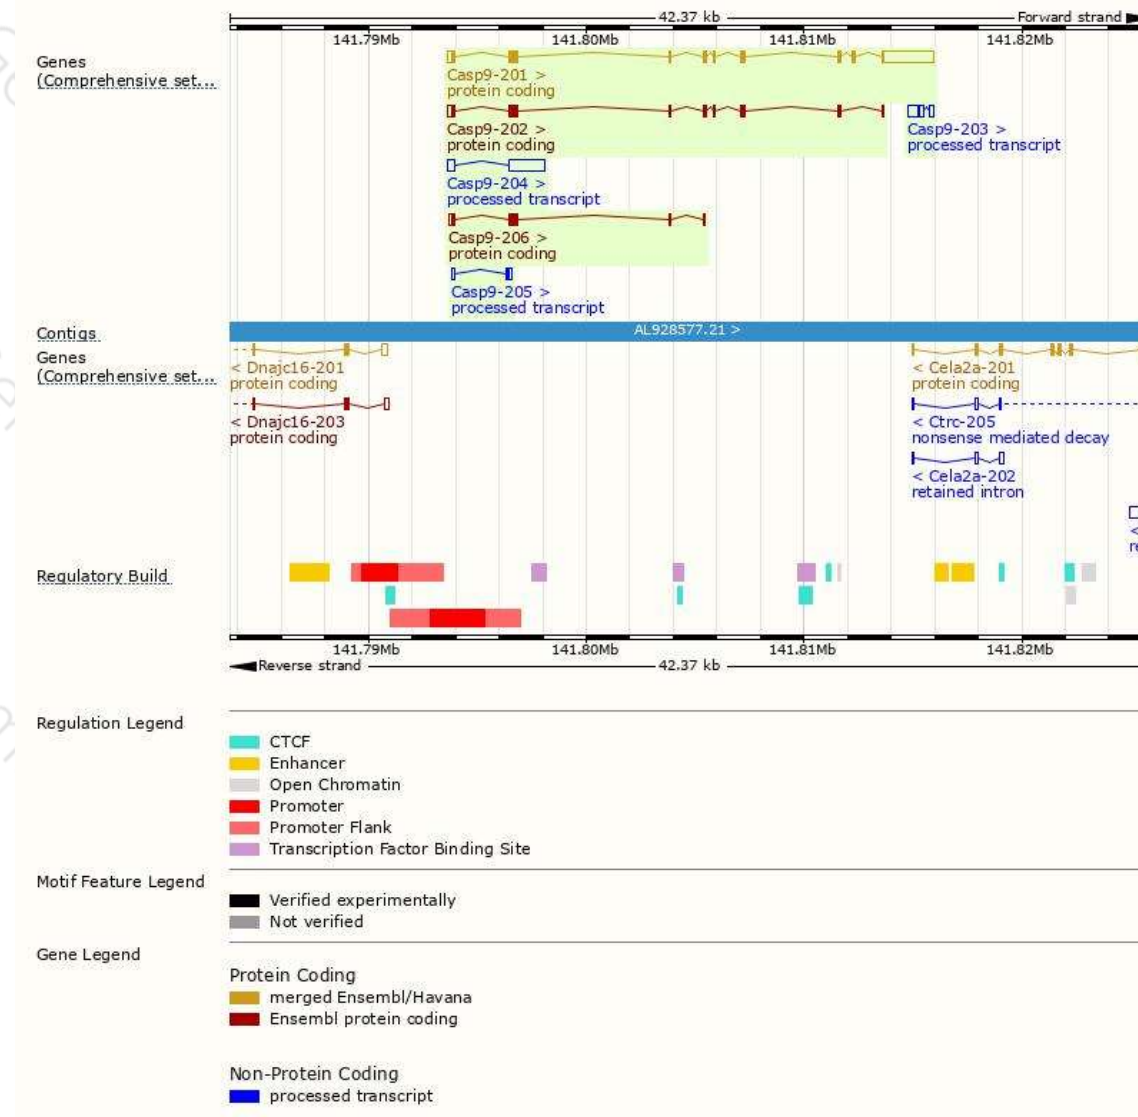 42.37 kb Forward strand
141.79Mb 141.80Mb 141.81Mb 141.82Mb
Genes
(Comprehensive set...
Casp9-201 >
protein coding
Casp9-202 >
protein coding
Casp9-203 >
processed transcript
Casp9-204 >
processed transcript
Casp9-206 >
protein coding
Casp9-205 >
processed transcript
Contigs
AL928577.21 >
Genes
(Comprehensive set...
< Dnajc16-201
protein coding
< Cela2a-201
protein coding
< Dnajc16-203
protein coding
< Ctrc-205
nonsense mediated decay
< Cela2a-202
retained intron
<
re
Regulatory Build
141.79Mb 141.80Mb 141.81Mb 141.82Mb
Reverse strand 42.37 kb
Regulation Legend
CTCF
Enhancer
Open Chromatin
Promoter
Promoter Flank
Transcription Factor Binding Site
Motif Feature Legend
Verified experimentally
Not verified
Gene Legend
Protein Coding
merged Ensembl/Havana
Ensembl protein coding
Non-Protein Coding
processed transcript